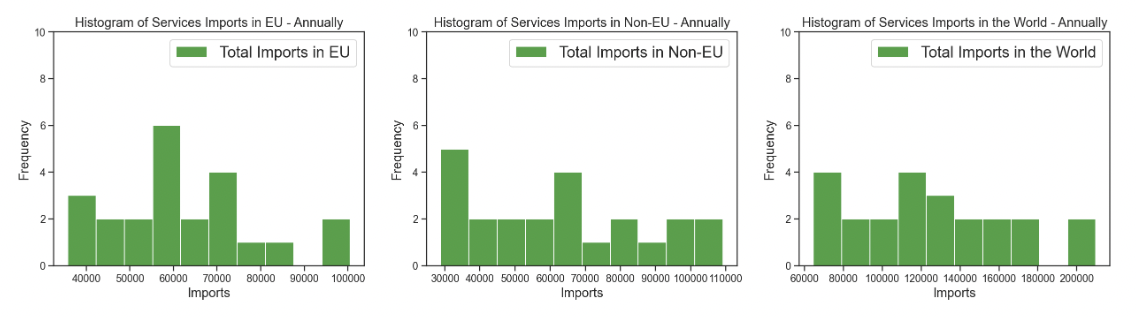 Histogram of Services Imports in EU - Annually
Total Imports in EU
Frequency
10
8
6
4
2
0
40000 50000 60000 70000 80000 90000 100000
Imports
Histogram of Services Imports in Non-EU - Annually
Total Imports in Non-EU
Frequency
10
8
6
4
2
0
30000 40000 50000 60000 70000 80000 90000 100000 110000
Imports
Histogram of Services Imports in the World - Annually
Total Imports in the World
Frequency
10
8
6
4
2
0
60000 80000 100000 120000 140000 160000 180000 200000
Imports